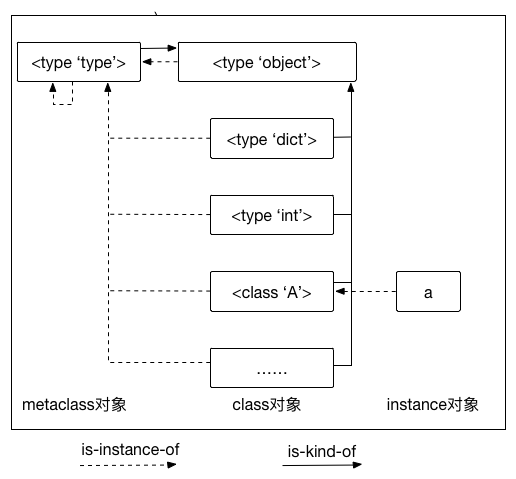 <type ‘type’>
<type ‘object’>
<type ‘dict’>
<type ‘int’>
<class ‘A’>
a
……
metaclass对象
class对象
instance对象
is-instance-of
is-kind-of